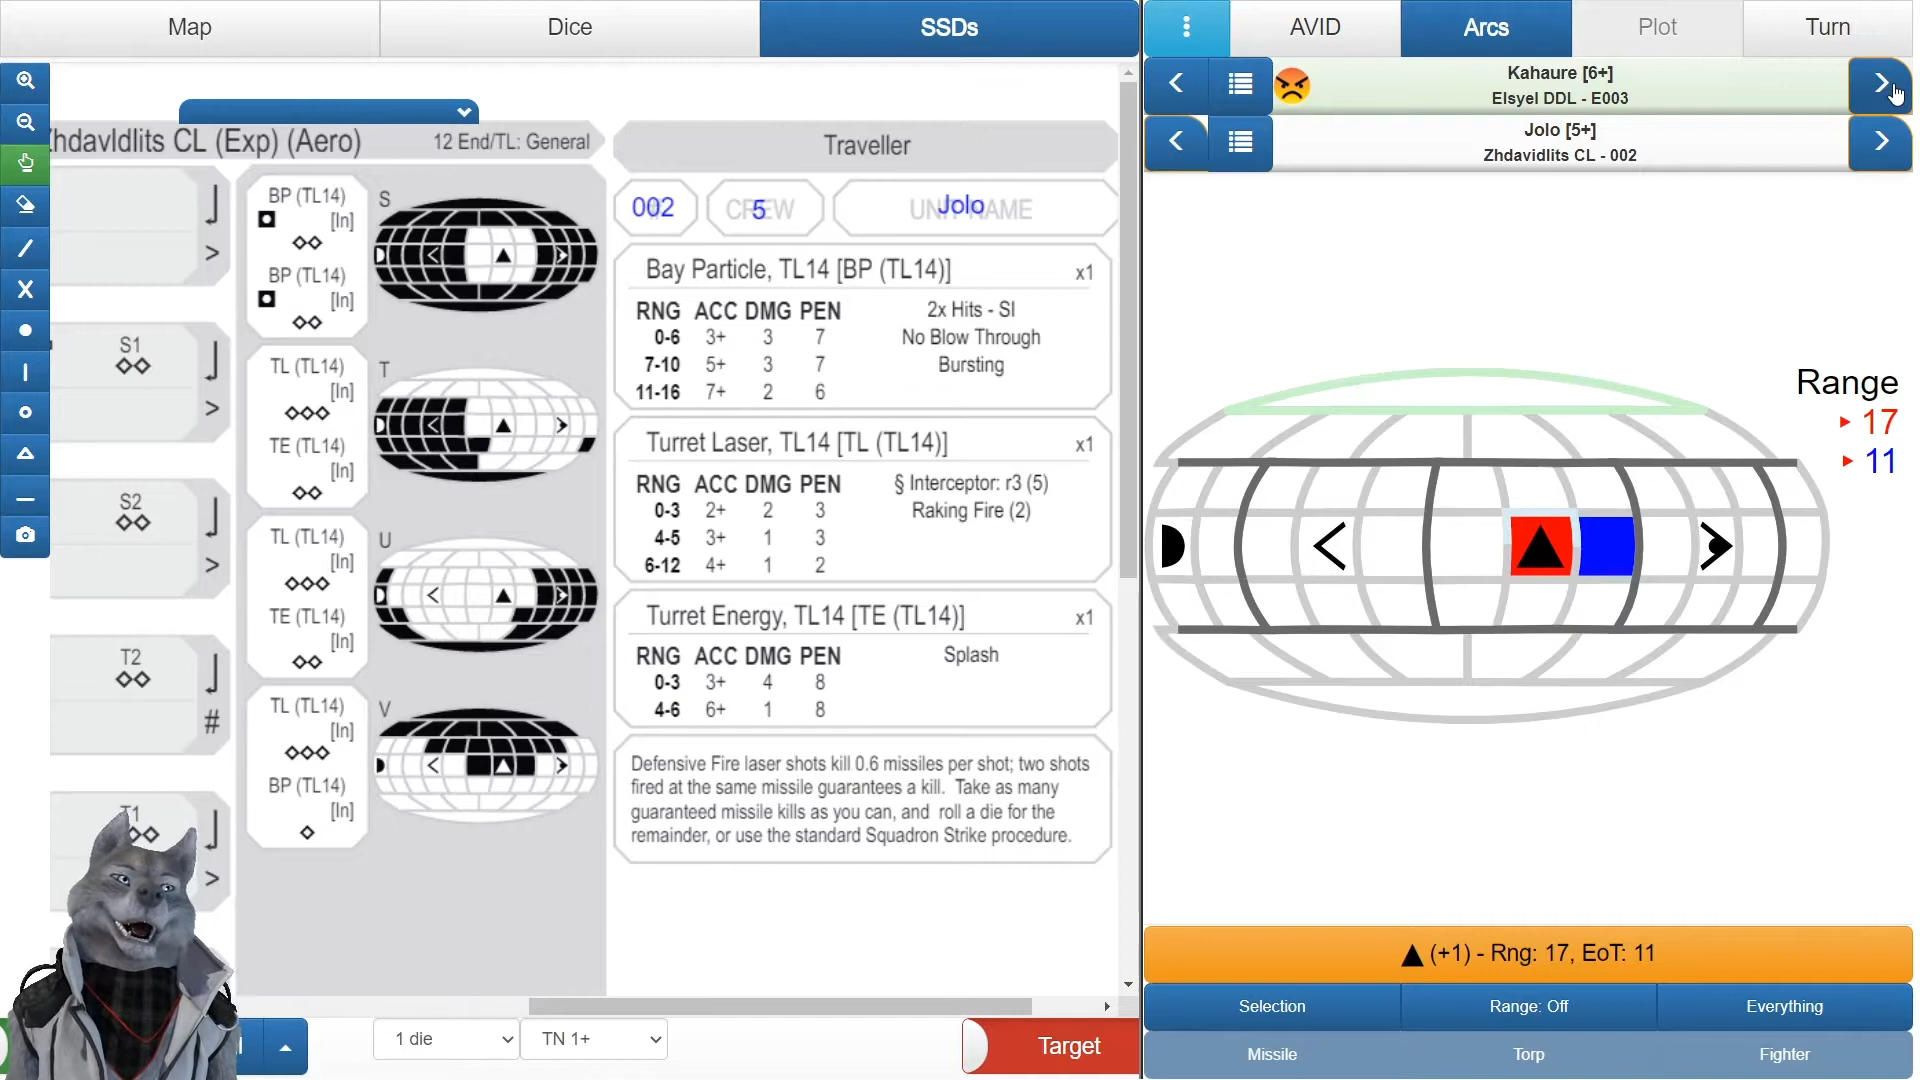 Map
Dice
SSDs
AVID
Arcs
Plot
Turn
Kahaure [6+]
Elsyel DDL - E003
Jolo [5+]
Zhdavidlits CL - 002
hdavIdlits CL (Exp) (Aero)
12 End/TL: General
Traveller
002
5
CREW
Jolo
UNIT NAME
S1
>
S2
>
T2
#
T1
>
BP (TL14)
[In]
BP (TL14)
[In]
S
TL (TL14)
[In]
TE (TL14)
[In]
T
TL (TL14)
[In]
TE (TL14)
[In]
U
TL (TL14)
[In]
BP (TL14)
[In]
V
Bay Particle, TL14 [BP (TL14)] x1
RNG ACC DMG PEN
0-6 3+ 3 7
7-10 5+ 3 7
11-16 7+ 2 6
2x Hits - SI
No Blow Through
Bursting
Turret Laser, TL14 [TL (TL14)] x1
RNG ACC DMG PEN
0-3 2+ 2 3
4-5 3+ 1 3
6-12 4+ 1 2
§ Interceptor: r3 (5)
Raking Fire (2)
Turret Energy, TL14 [TE (TL14)] x1
RNG ACC DMG PEN
0-3 3+ 4 8
4-6 6+ 1 8
Splash
Defensive Fire laser shots kill 0.6 missiles per shot; two shots
fired at the same missile guarantees a kill. Take as many
guaranteed missile kills as you can, and roll a die for the
remainder, or use the standard Squadron Strike procedure.
Range
17
11
▲ (+1) - Rng: 17, EoT: 11
Selection
Range: Off
Everything
Missile
Torp
Fighter
1 die
TN 1+
Target